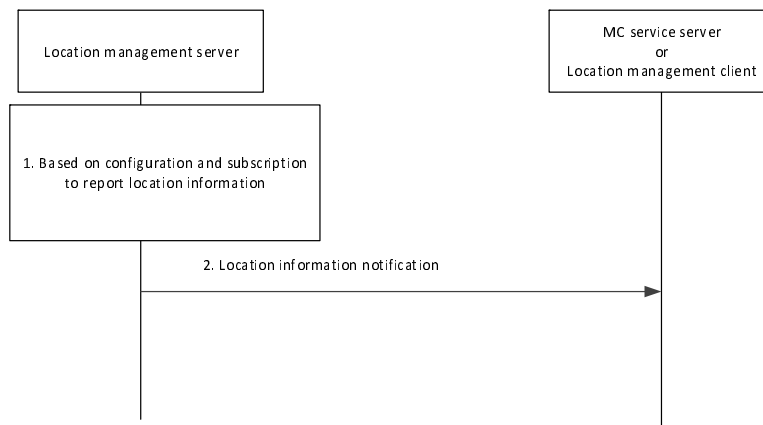 Location management server
MC service server
or
Location management client
1. Based on configuration and subscription
to report location information
2. Location information notification